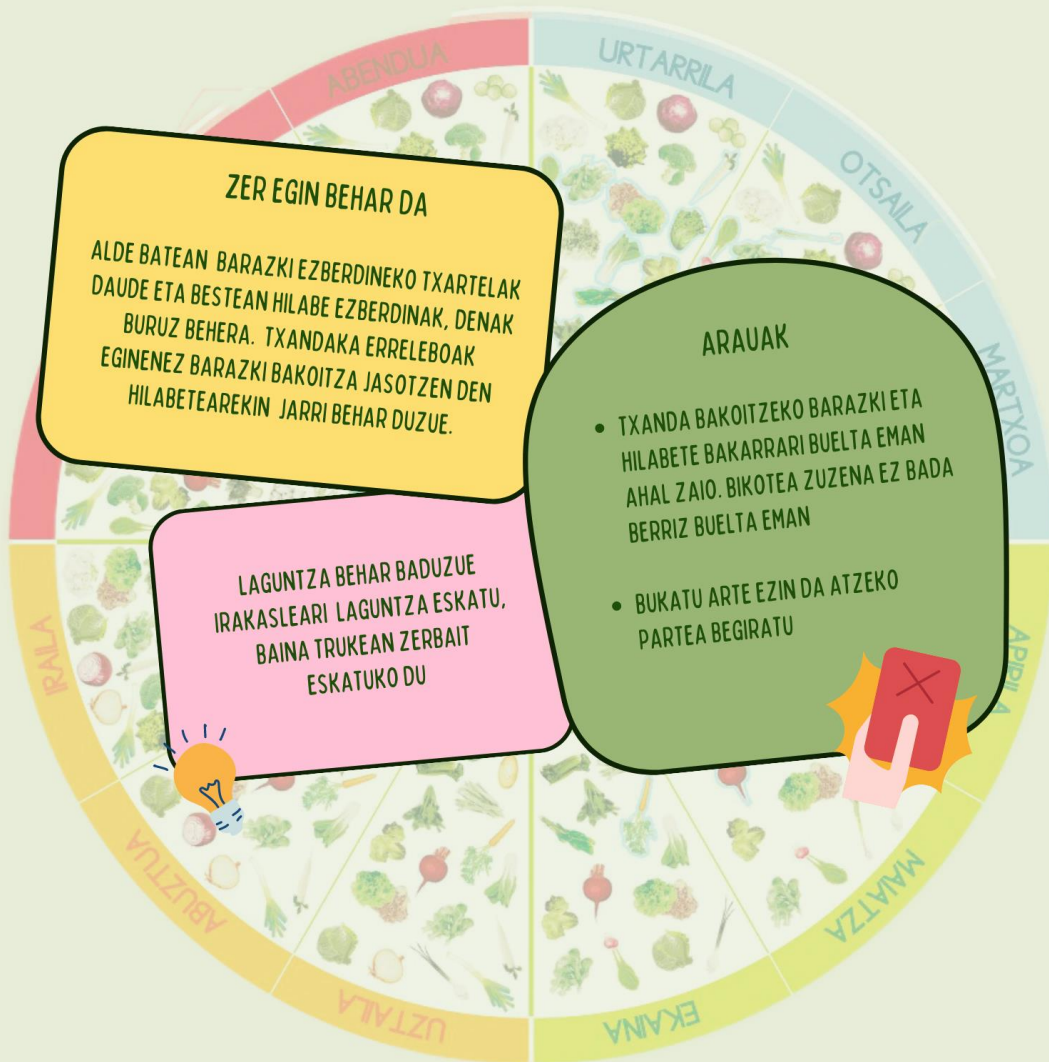 ABENDUA
URTARRILA
OTSAILA
MARTXOA
APIRILA
MAIATZA
EKAINA
UZTAILA
ABUZTUA
IRAILA
ZER EGIN BEHAR DA
ALDE BATEAN BARAZKI EZBERDINEKO TXARTELAK
DAUDE ETA BESTEAN HILABE EZBERDINAK, DENAK
BURUZ BEHERA. TXANDAKA ERRELEBOAK
EGINENEZ BARAZKI BAKOITZA JASOTZEN DEN
HILABETEAREKIN JARRI BEHAR DUZUE.
ARAUAK
• TXANDA BAKOITZEKO BARAZKI ETA
HILABETE BAKARRARI BUELTA EMAN
AHAL ZAIO. BIKOTEA ZUZENA EZ BADA
BERRIZ BUELTA EMAN
• BUKATU ARTE EZIN DA ATZEKO
PARTEA BEGIRATU
LAGUNTZA BEHAR BADUZUE
IRAKASLEARI LAGUNTZA ESKATU,
BAINA TRUKEAN ZERBAIT
ESKATUKO DU